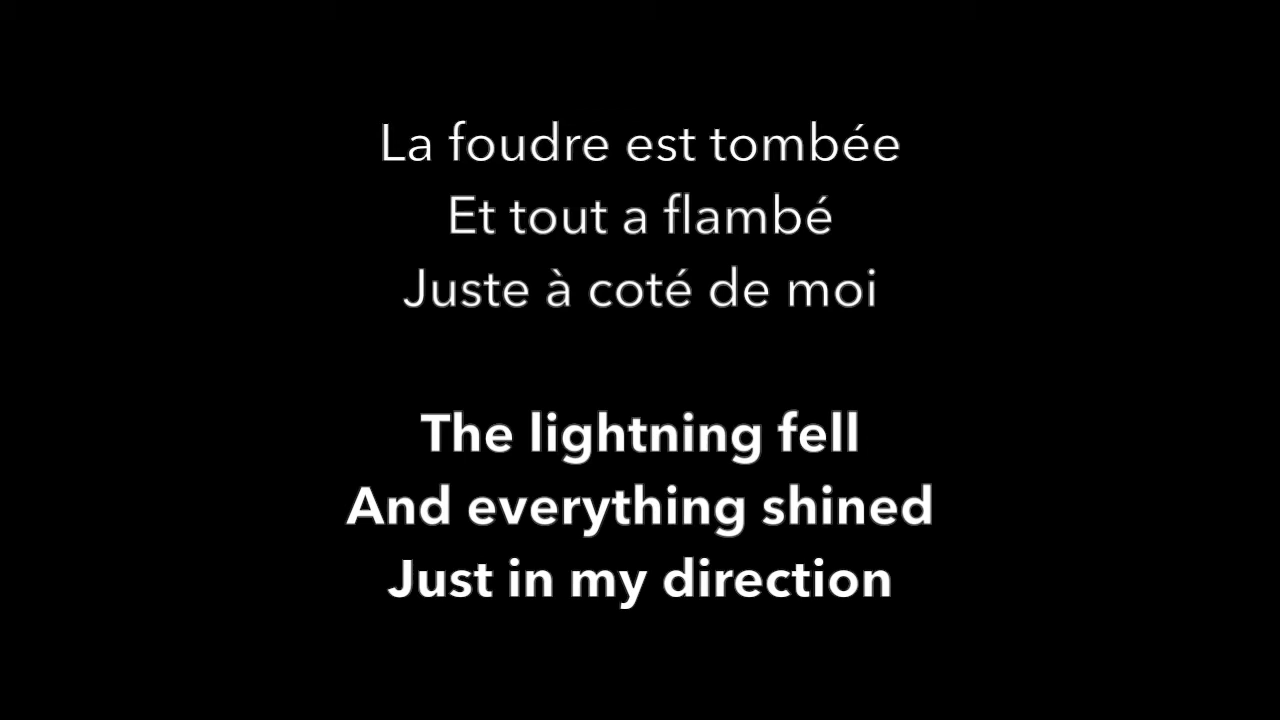 La foudre est tombée
Et tout a flambé
Juste à coté de moi
The lightning fell
And everything shined
Just in my direction